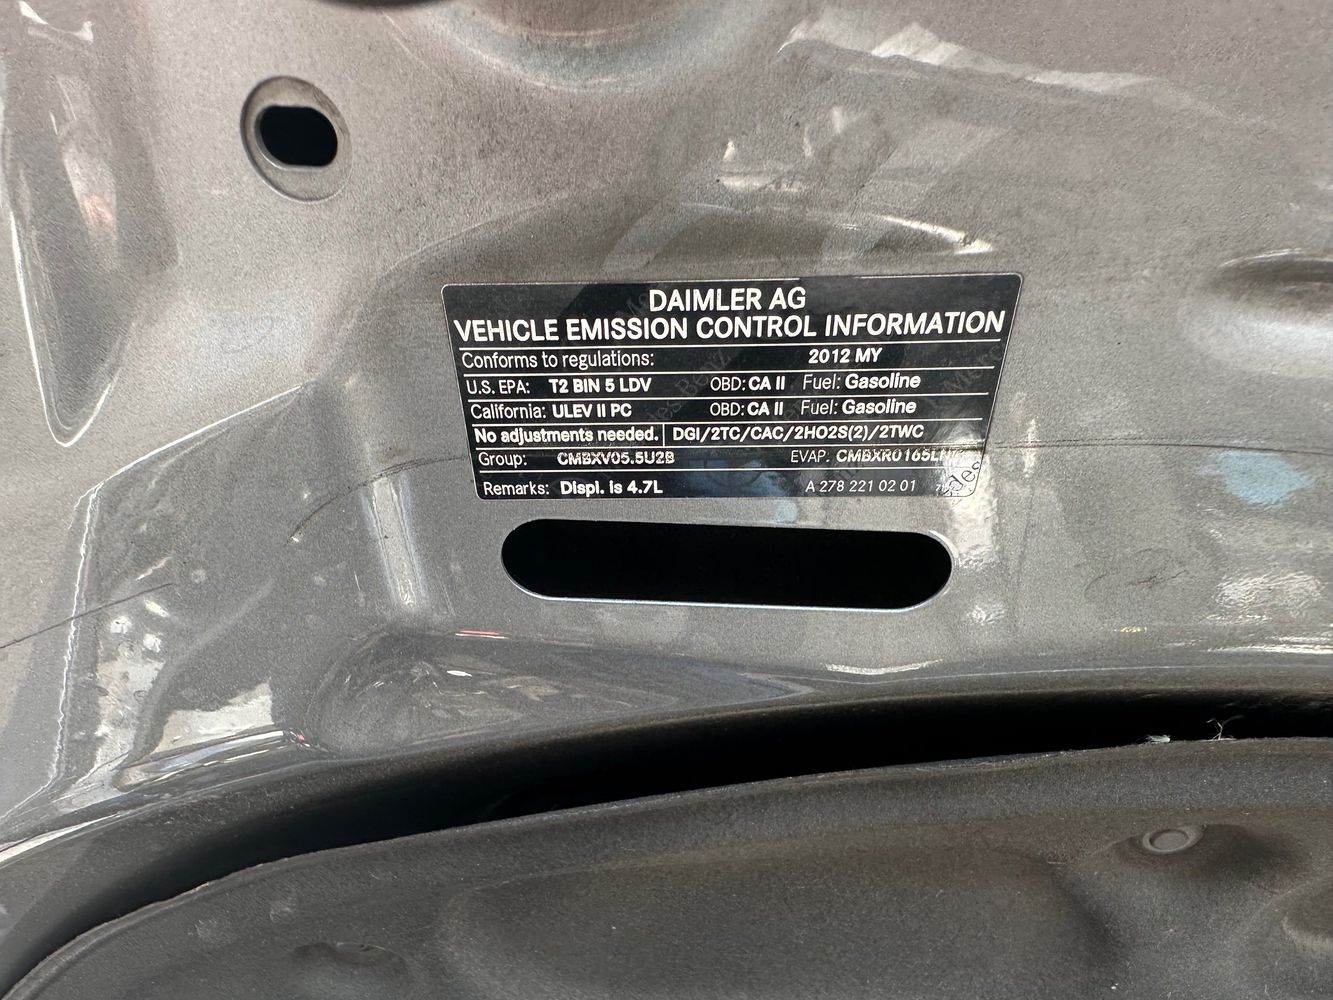 DAIMLER AG
VEHICLE EMISSION CONTROL INFORMATION
Conforms to regulations: 2012 MY
U.S. EPA: T2 BIN 5 LDV OBD: CA II Fuel: Gasoline
California: ULEV II PC OBD: CA II Fuel: Gasoline
No adjustments needed. DGI/2TC/CAC/2HO2S(2)/2TWC
Group: CMBXV05.5U2B EVAP:
Remarks: Displ. is 4.7L A 278 221 02 01